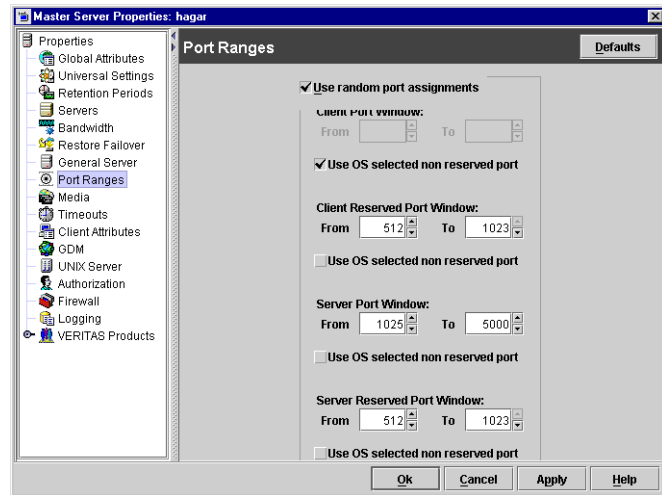 Master Server Properties: hagar
Properties
Global Attributes
Universal Settings
Retention Periods
Servers
Bandwidth
Restore Failover
General Server
Port Ranges
Media
Timeouts
Client Attributes
GDM
UNIX Server
Authorization
Firewall
Logging
VERITAS Products
Port Ranges
Defaults
Use random port assignments
Client Port Window:
From To
Use OS selected non reserved port
Client Reserved Port Window:
From 512 To 1023
Use OS selected non reserved port
Server Port Window:
From 1025 To 5000
Use OS selected non reserved port
Server Reserved Port Window:
From 512 To 1023
Use OS selected non reserved port
Ok Cancel Apply Help